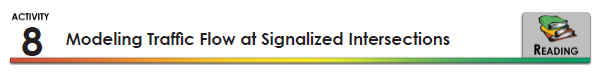 ACTIVITY
8 Modeling Traffic Flow at Signalized Intersections
READING